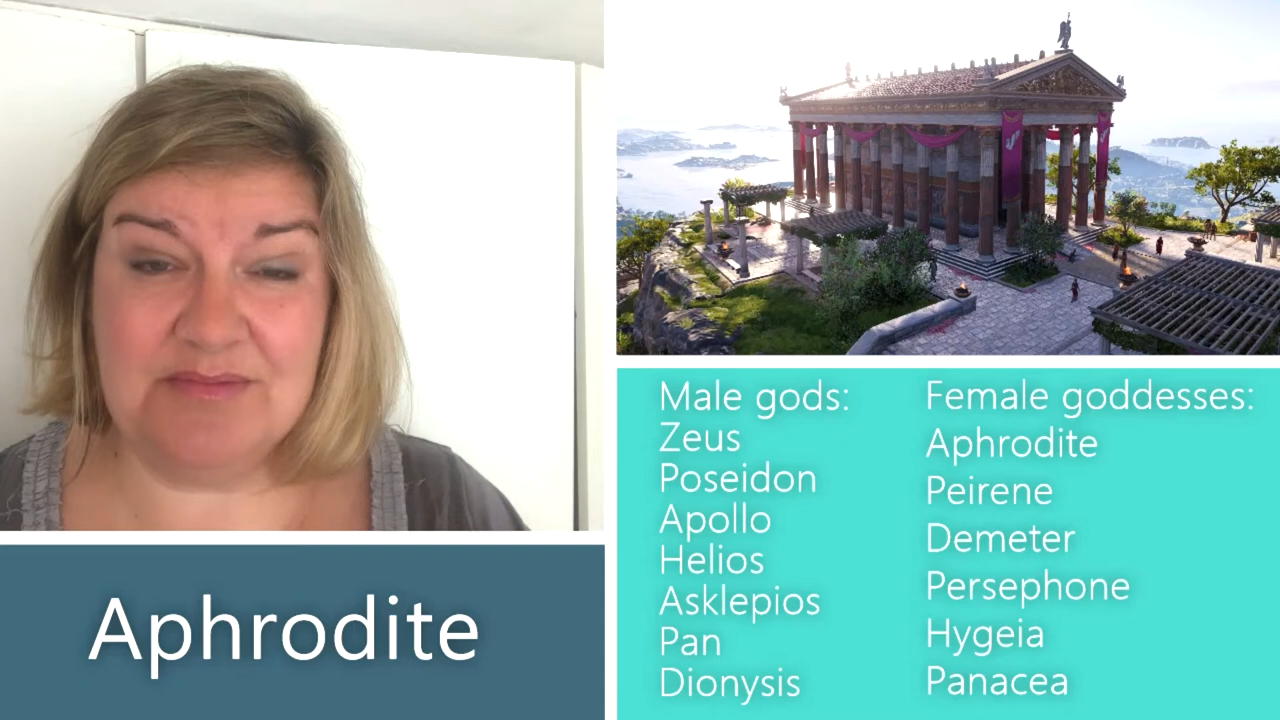 Aphrodite
Male gods:
Zeus
Poseidon
Apollo
Helios
Asklepios
Pan
Dionysis
Female goddesses:
Aphrodite
Peirene
Demeter
Persephone
Hygeia
Panacea